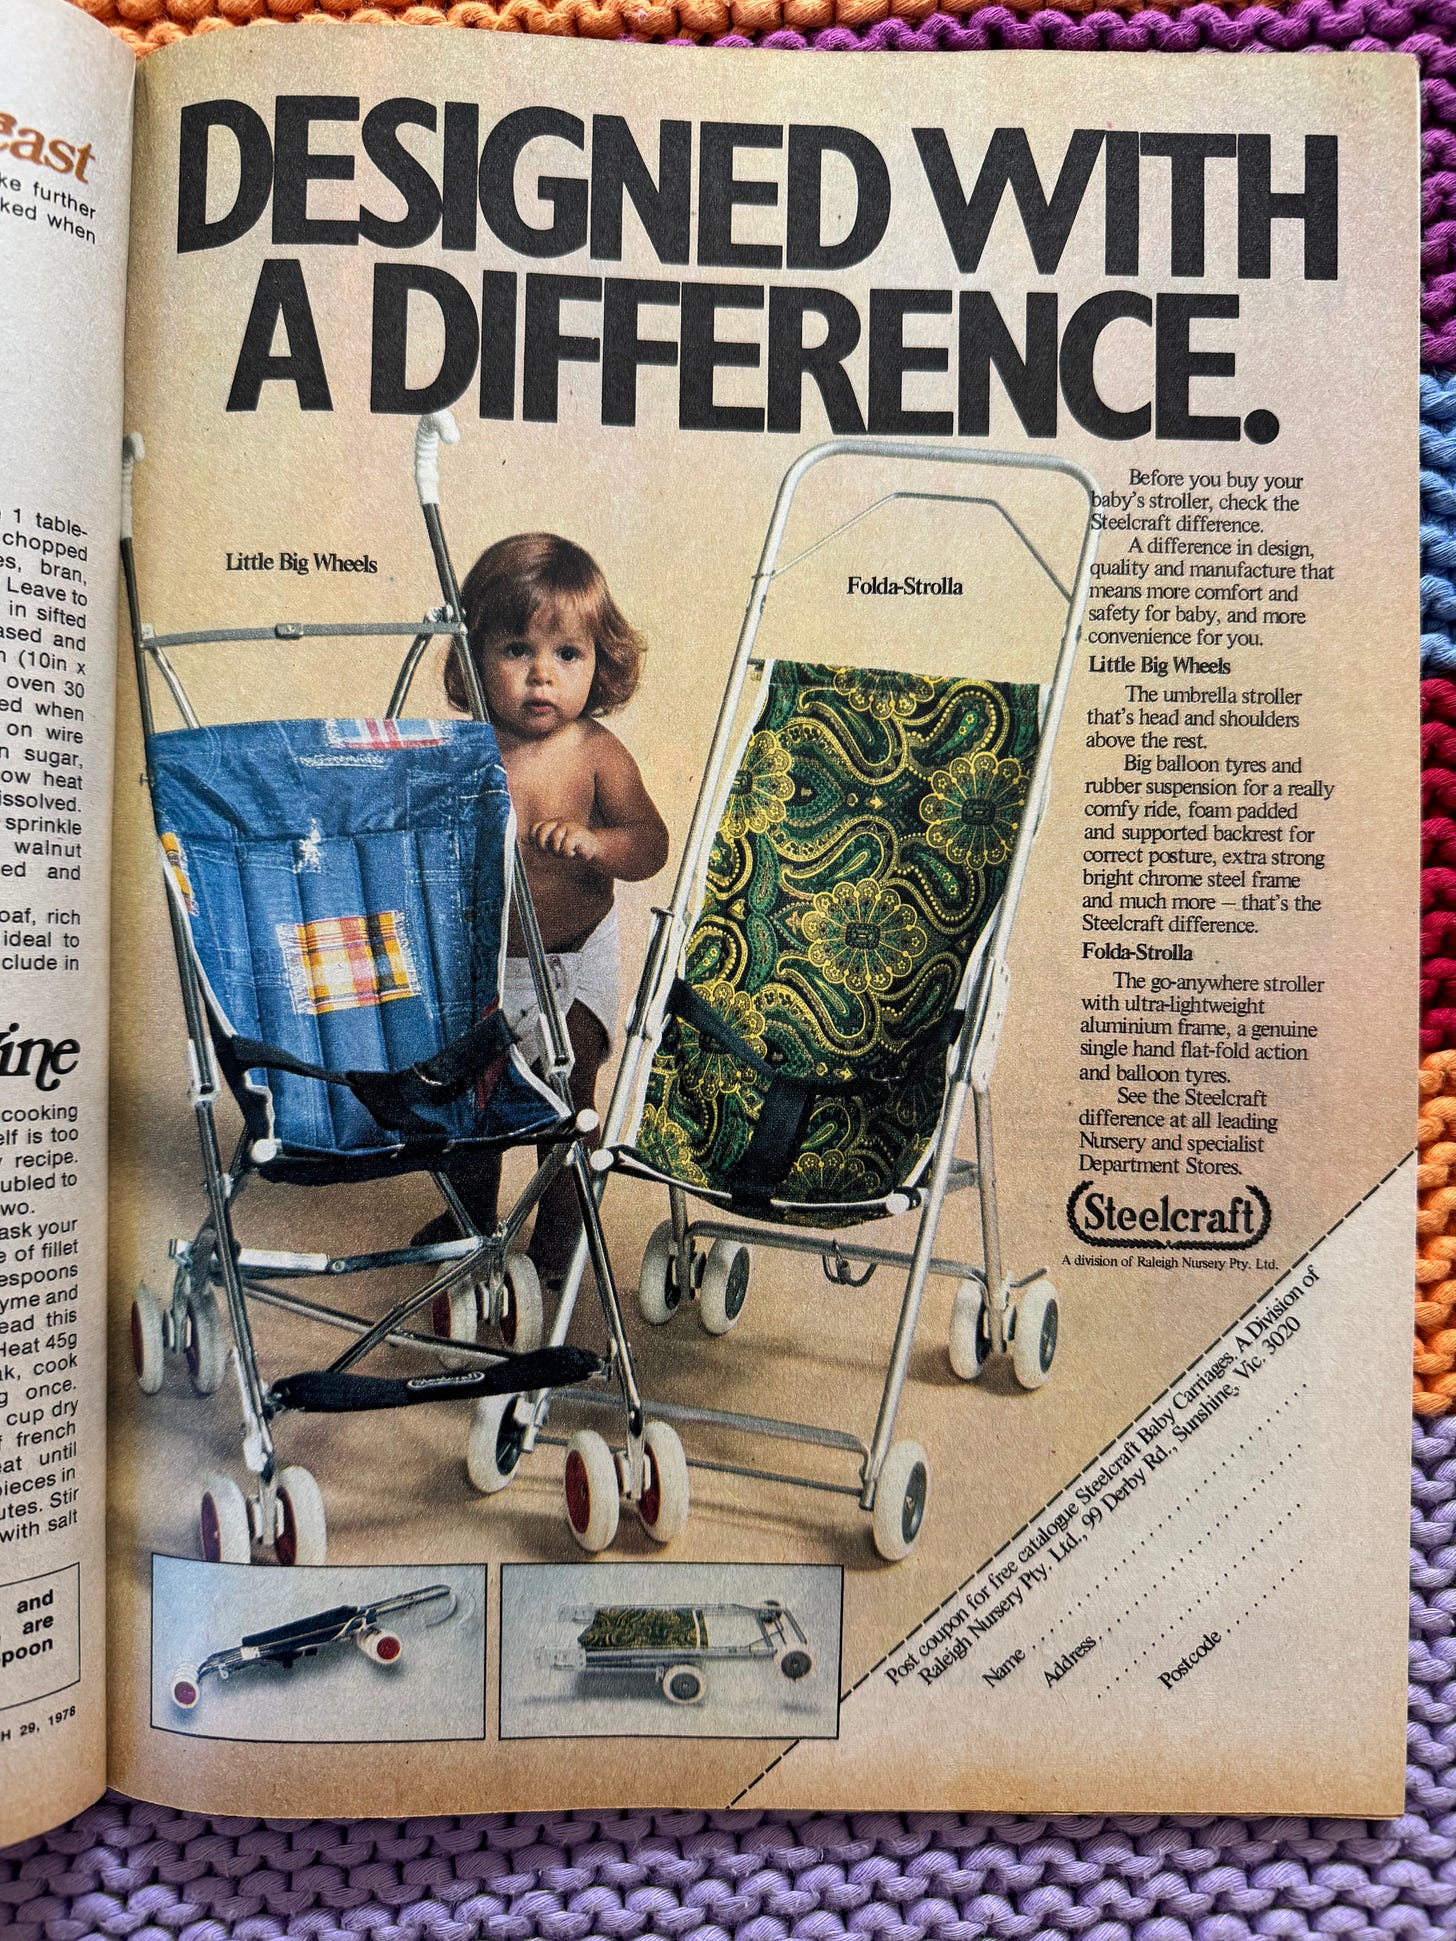 east
ke further
ked when
1 table-
chopped
es, bran,
Leave to
in sifted
ased and
n (10in x
oven 30
ed when
on wire
n sugar,
ow heat
issolved.
sprinkle
walnut
ed and
oaf, rich
ideal to
clude in
ine
cooking
elf is too
y recipe.
ubled to
two.
ask your
e of fillet
espoons
yme and
ead this
Heat 45g
ak, cook
g once.
cup dry
f french
eat until
pieces in
utes. Stir
with salt
and
are
poon
H 29, 1978
DESIGNED WITH
A DIFFERENCE.
Little Big Wheels
Folda-Strolla
Before you buy your
baby's stroller, check the
Steelcraft difference.
A difference in design,
quality and manufacture that
means more comfort and
safety for baby, and more
convenience for you.
Little Big Wheels
The umbrella stroller
that's head and shoulders
above the rest.
Big balloon tyres and
rubber suspension for a really
comfy ride, foam padded
and supported backrest for
correct posture, extra strong
bright chrome steel frame
and much more — that's the
Steelcraft difference.
Folda-Strolla
The go-anywhere stroller
with ultra-lightweight
aluminium frame, a genuine
single hand flat-fold action
and balloon tyres.
See the Steelcraft
difference at all leading
Nursery and specialist
Department Stores.
Steelcraft
A division of Raleigh Nursery Pty. Ltd.
Post coupon for free catalogue Steelcraft Baby Carriages. A Division of
Raleigh Nursery Pty. Ltd., 99 Derby Rd., Sunshine, Vic. 3020
Name
Address
Postcode